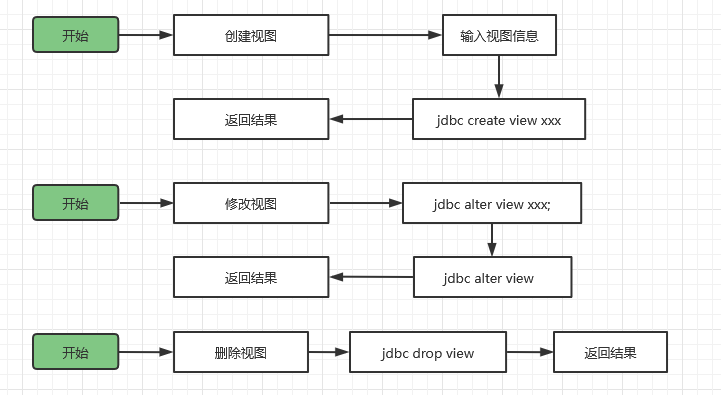 开始
创建视图
输入视图信息
返回结果
jdbc create view xxx
开始
修改视图
jdbc alter view xxx;
返回结果
jdbc alter view
开始
删除视图
jdbc drop view
返回结果